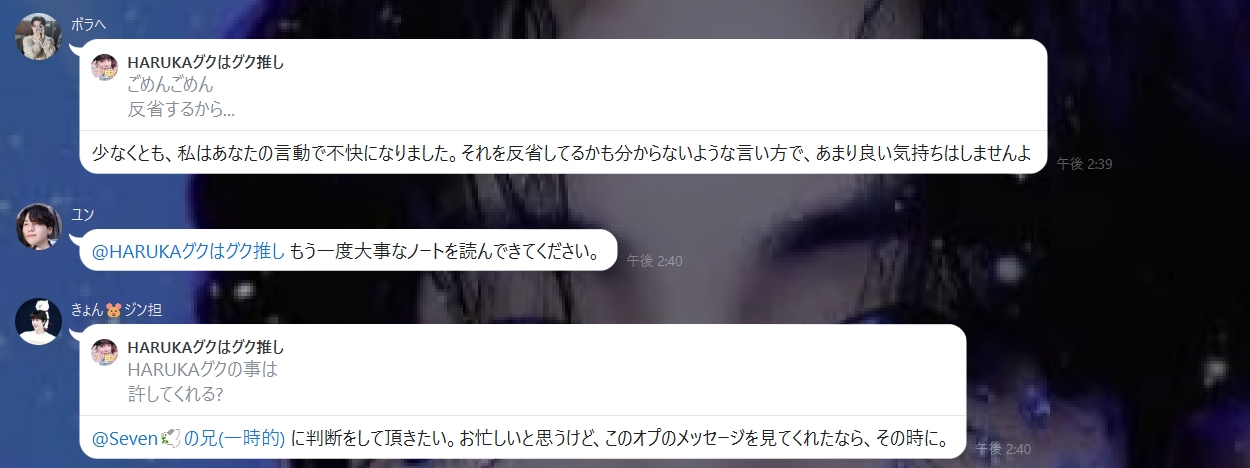 ボラヘ
HARUKAグクはグク推し
ごめんごめん
反省するから...
少なくとも、私はあなたの言動で不快になりました。それを反省してるかも分からないような言い方で、あまり良い気持ちはしませんよ
午後 2:39
ユン
@HARUKAグクはグク推し もう一度大事なノートを読んできてください。
午後 2:40
きょん🐭ジン担
HARUKAグクはグク推し
HARUKAグクの事は
許してくれる?
@Seven🕊️の兄(一時的) に判断をして頂きたい。お忙しいと思うけど、このオプのメッセージを見てくれたなら、その時に。
午後 2:40